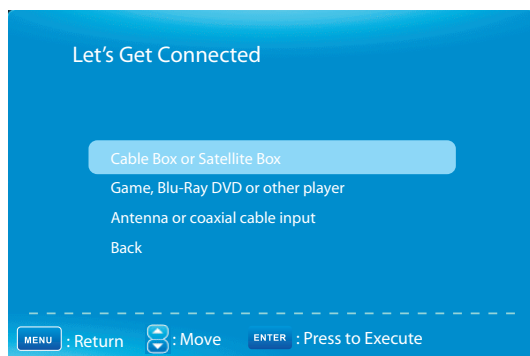 Let's Get Connected
Cable Box or Satellite Box
Game, Blu-Ray DVD or other player
Antenna or coaxial cable input
Back
MENU : Return : Move ENTER : Press to Execute